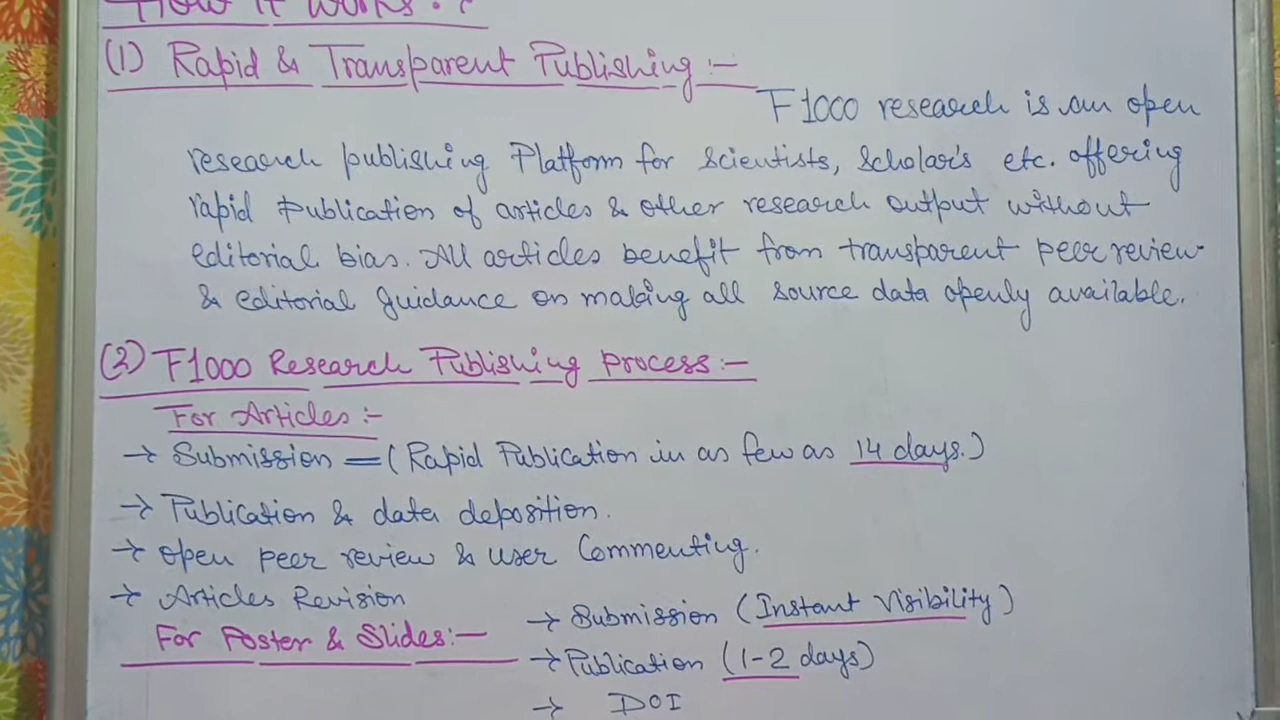 How it works:?
(1) Rapid & Transparent Publishing :-
F1000 research is an open
research publishing Platform for Scientists, Scholar's etc. offering
rapid publication of articles & other research output without
editorial bias. All articles benefit from transparent peer review
& editorial guidance on making all source data openly available.
(2) F1000 Research Publishing process :-
For Articles :-
→ Submission = (Rapid Publication in as few as 14 days.)
→ Publication & data deposition.
→ open peer review & user Commenting.
→ Articles Revision
For Poster & Slides :-
→ Submission (Instant Visibility)
→ Publication (1-2 days)
→ DOI